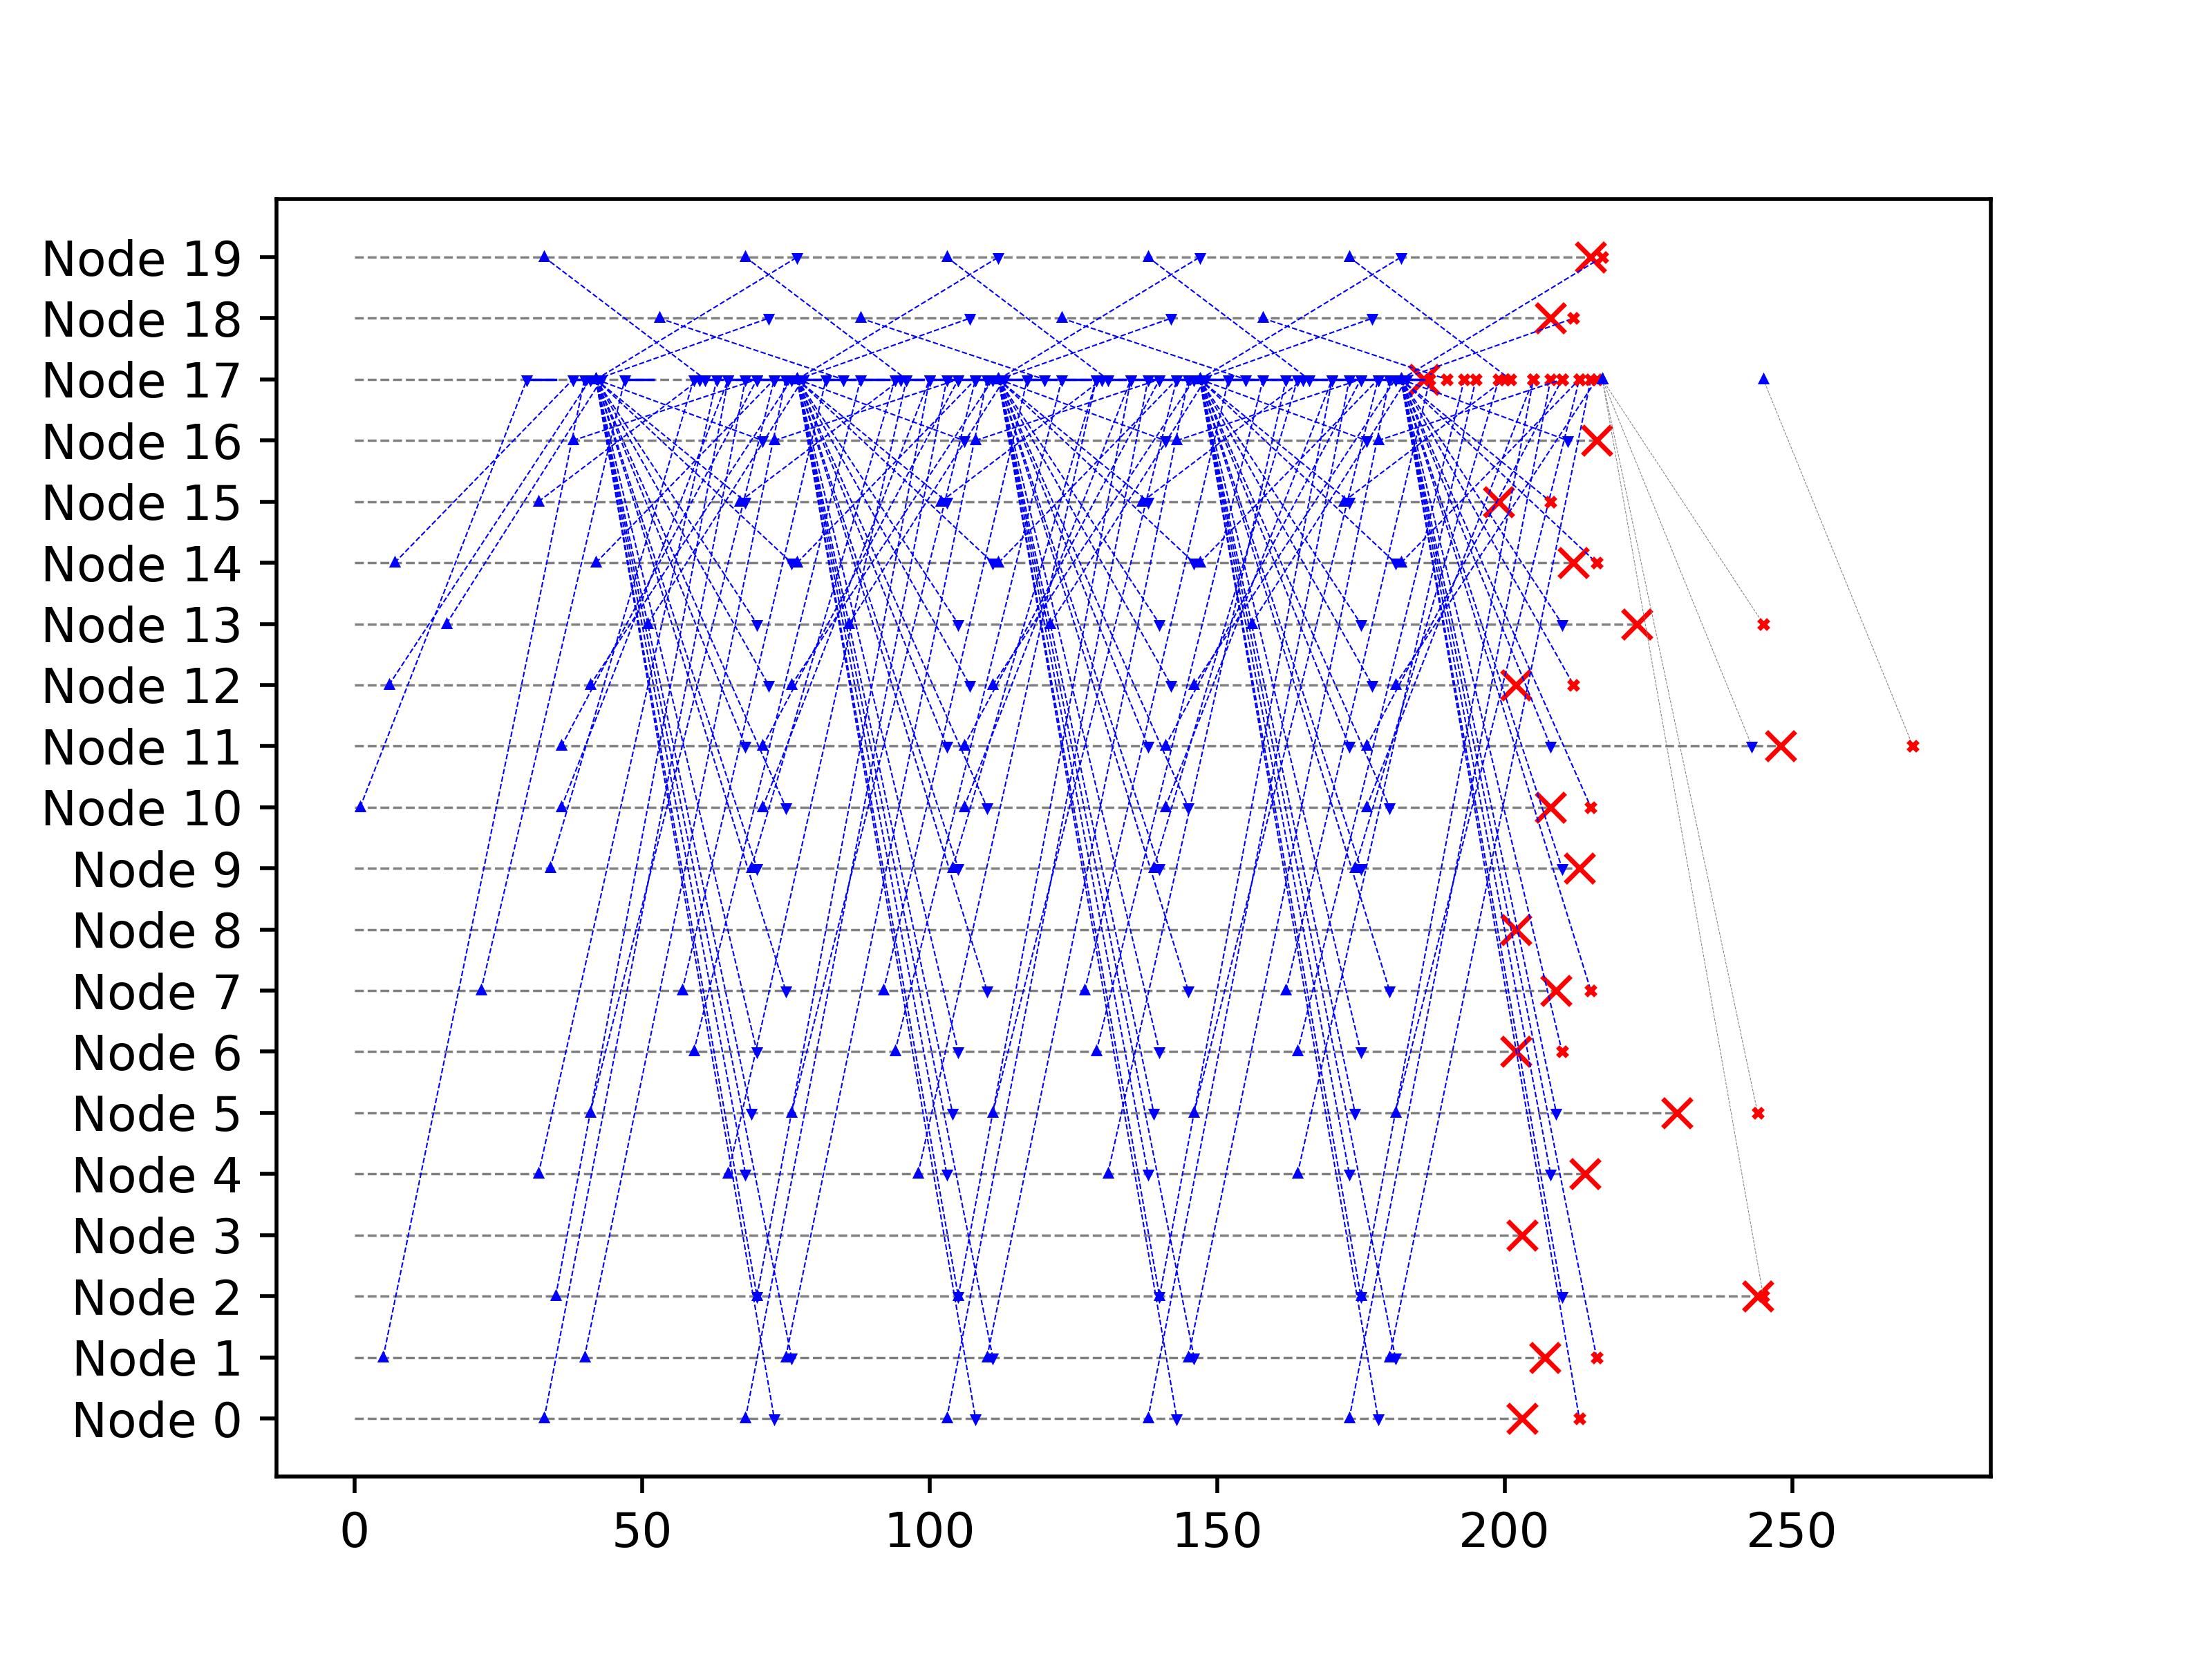 Node 19
Node 18
Node 17
Node 16
Node 15
Node 14
Node 13
Node 12
Node 11
Node 10
Node 9
Node 8
Node 7
Node 6
Node 5
Node 4
Node 3
Node 2
Node 1
Node 0
0 50 100 150 200 250